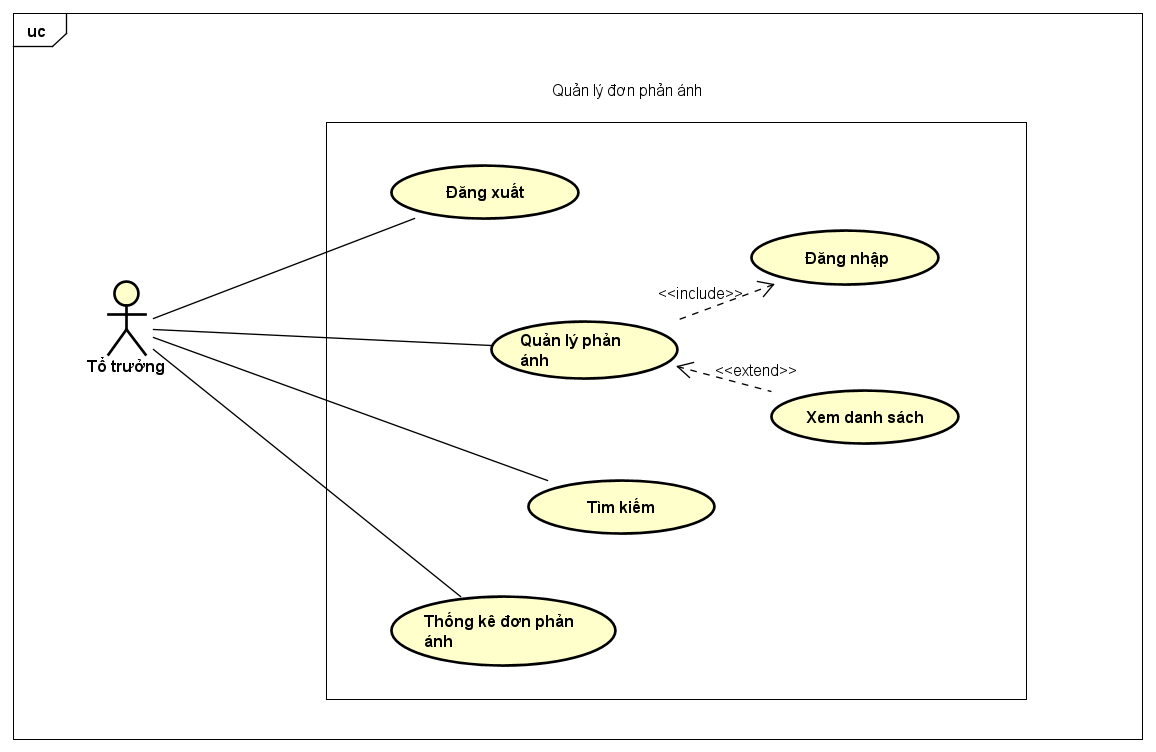 uc
Quản lý đơn phản ánh
Đăng xuất
Đăng nhập
<<include>>
Quản lý phản
ánh
Tổ trưởng
<<extend>>
Xem danh sách
Tìm kiếm
Thống kê đơn phản
ánh